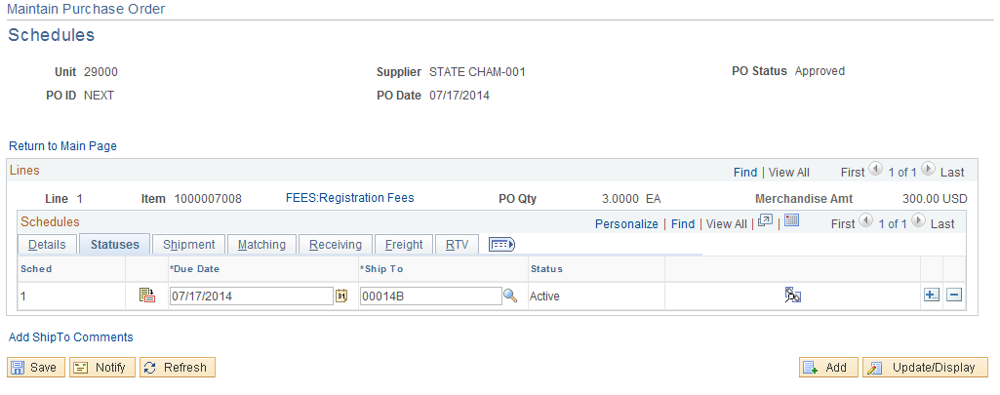 Maintain Purchase Order
Schedules
Unit 29000 Supplier STATE CHAM-001 PO Status Approved
PO ID NEXT PO Date 07/17/2014
Return to Main Page
Lines Find | View All First 1 of 1 Last
Line 1 Item 1000007008 FEES:Registration Fees PO Qty 3.0000 EA Merchandise Amt 300.00 USD
Schedules Personalize | Find | View All | | First 1 of 1 Last
Details Statuses Shipment Matching Receiving Freight RTV
Sched *Due Date *Ship To Status
1 07/17/2014 31 00014B Active
Add ShipTo Comments
Save Notify Refresh Add Update/Display